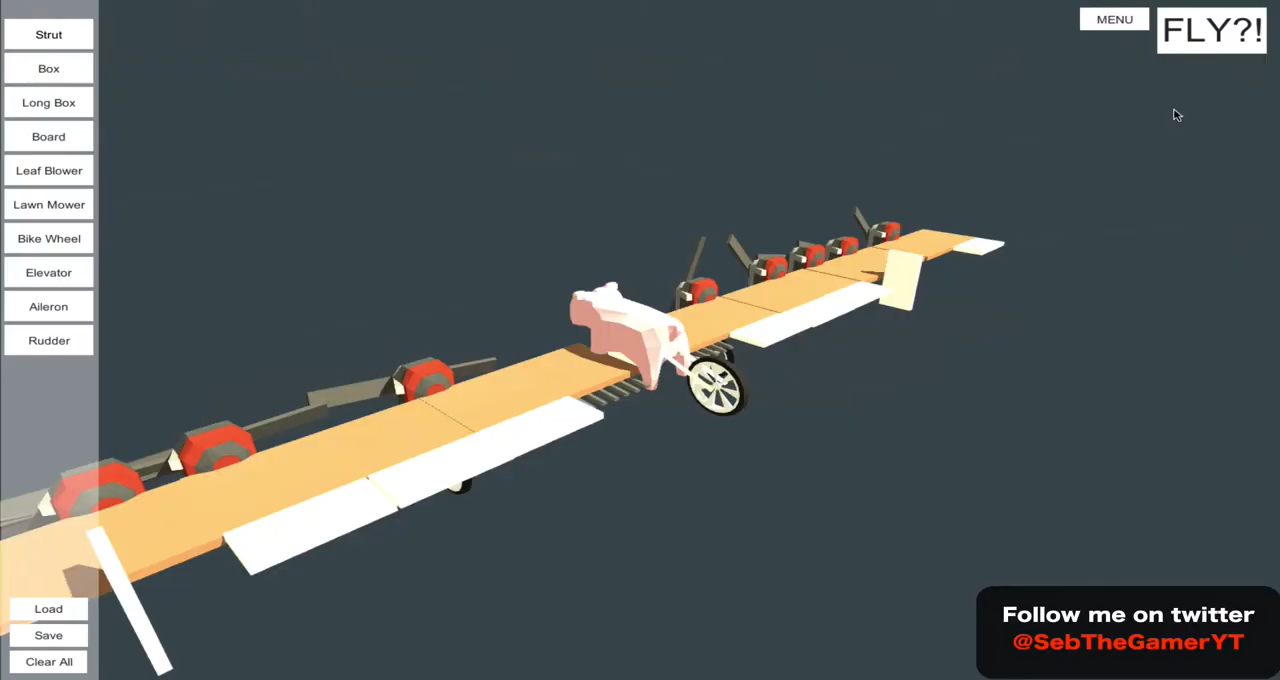 Strut
Box
Long Box
Board
Leaf Blower
Lawn Mower
Bike Wheel
Elevator
Aileron
Rudder
Load
Save
Clear All
MENU
FLY?!
Follow me on twitter
@SebTheGamerYT